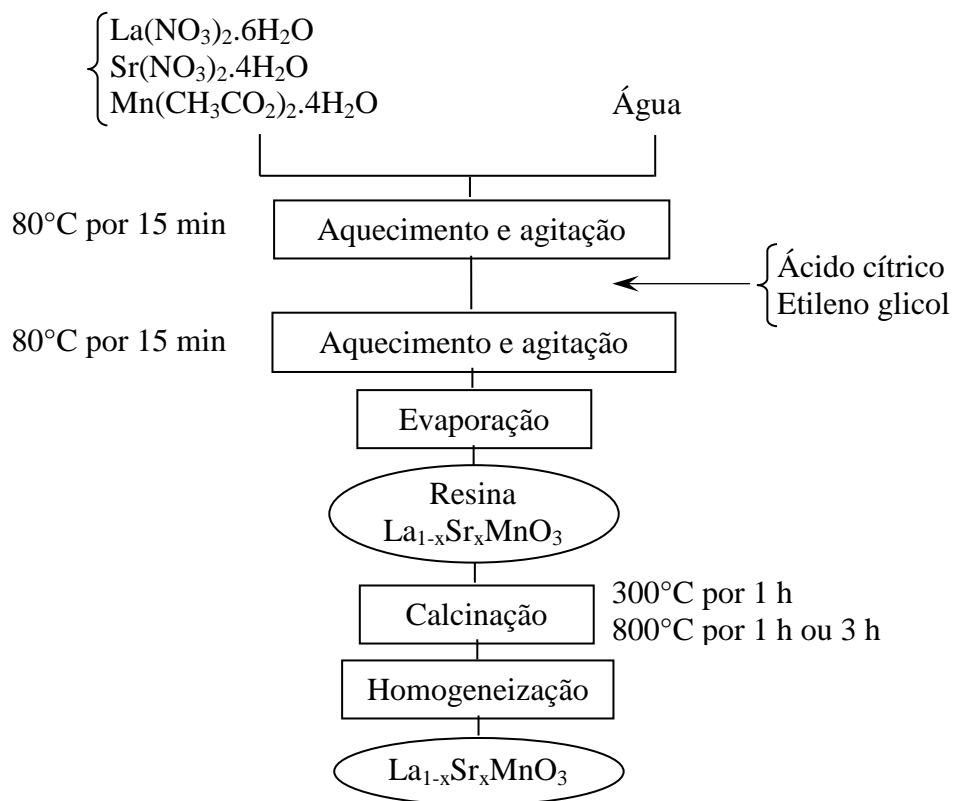 La(NO₃)₂.6H₂O
Sr(NO₃)₂.4H₂O
Mn(CH₃CO₂)₂.4H₂O
Água
80°C por 15 min
Aquecimento e agitação
Ácido cítrico
Etileno glicol
80°C por 15 min
Aquecimento e agitação
Evaporação
Resina
La₁₋ₓSrₓMnO₃
Calcinação
300°C por 1 h
800°C por 1 h ou 3 h
Homogeneização
La₁₋ₓSrₓMnO₃